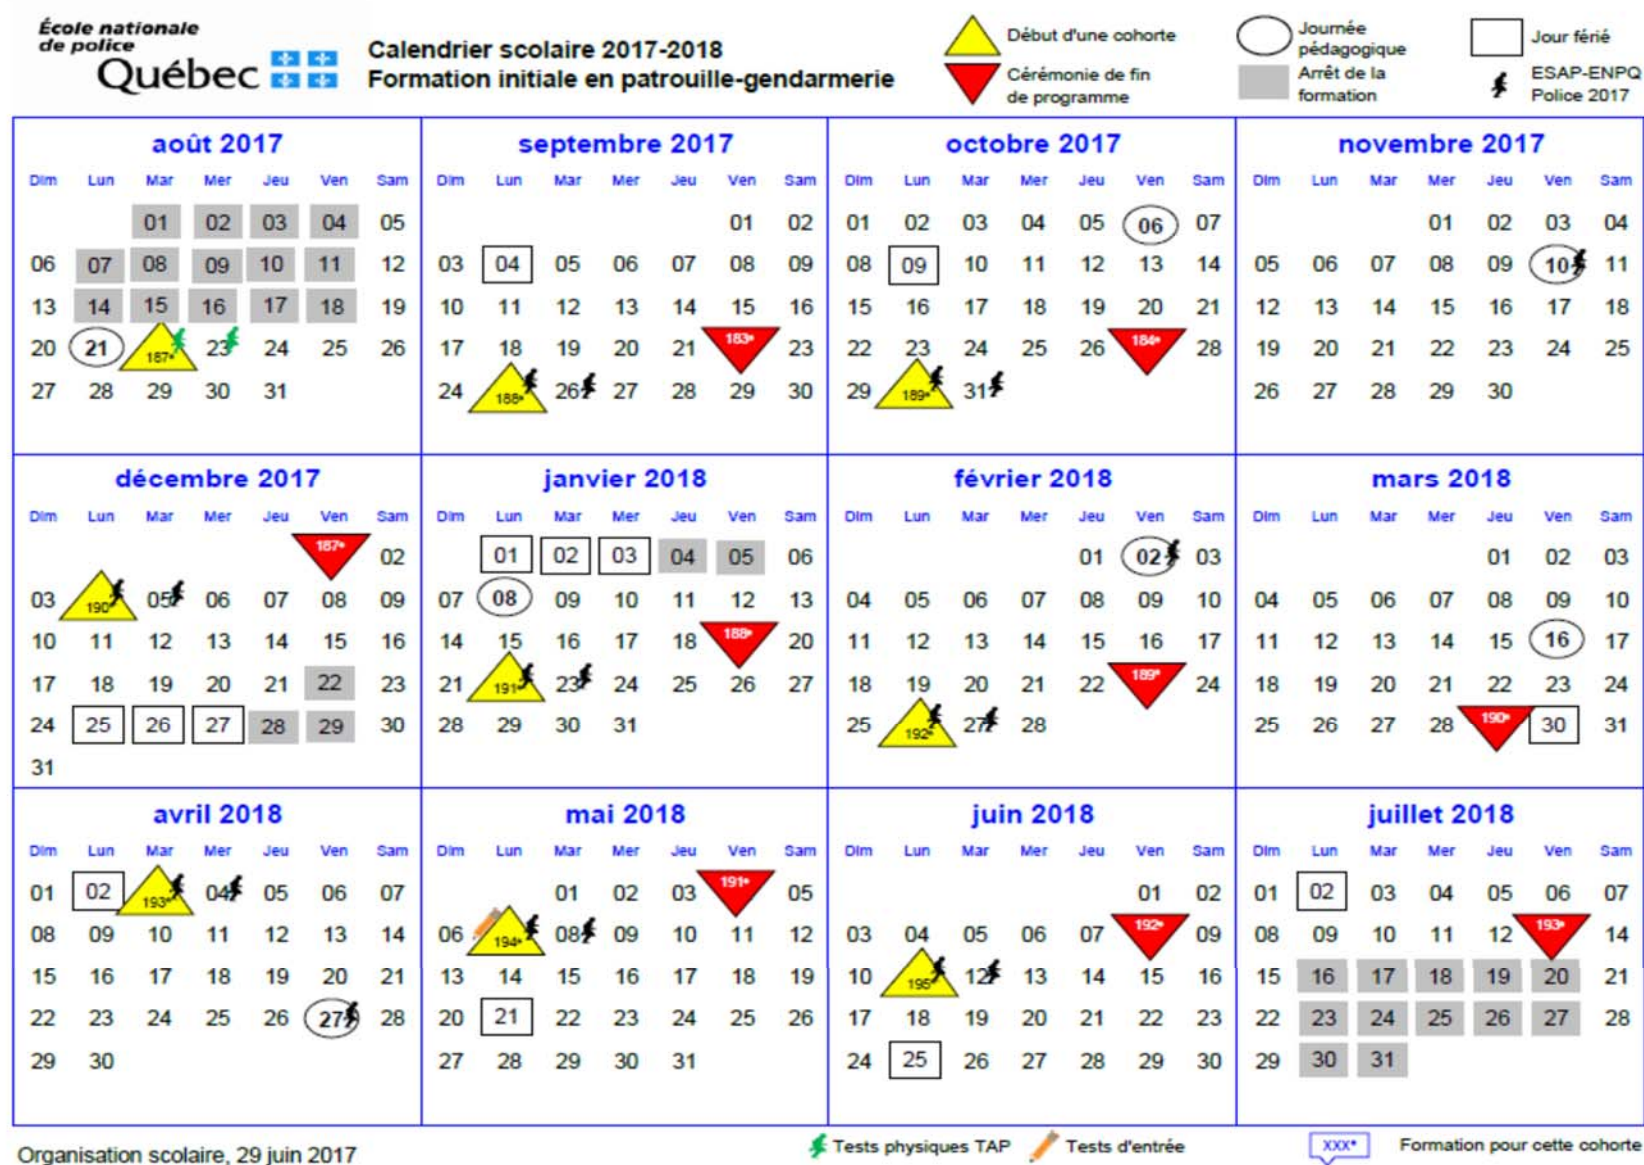 École nationale
de police
Québec
Calendrier scolaire 2017-2018
Formation initiale en patrouille-gendarmerie
Début d'une cohorte
Cérémonie de fin
de programme
Journée
pédagogique
Arrêt de la
formation
Jour férié
ESAP-ENPQ
Police 2017
août 2017
Dim Lun Mar Mer Jeu Ven Sam
01 02 03 04 05
06 07 08 09 10 11 12
13 14 15 16 17 18 19
20 21 187e 23 24 25 26
27 28 29 30 31
septembre 2017
Dim Lun Mar Mer Jeu Ven Sam
01 02
03 04 05 06 07 08 09
10 11 12 13 14 15 16
17 18 19 20 21 183e 23
24 188e 26 27 28 29 30
octobre 2017
Dim Lun Mar Mer Jeu Ven Sam
01 02 03 04 05 06 07
08 09 10 11 12 13 14
15 16 17 18 19 20 21
22 23 24 25 26 184e 28
29 189e 31
novembre 2017
Dim Lun Mar Mer Jeu Ven Sam
01 02 03 04
05 06 07 08 09 10 11
12 13 14 15 16 17 18
19 20 21 22 23 24 25
26 27 28 29 30
décembre 2017
Dim Lun Mar Mer Jeu Ven Sam
187e 02
03 190e 05 06 07 08 09
10 11 12 13 14 15 16
17 18 19 20 21 22 23
24 25 26 27 28 29 30
31
janvier 2018
Dim Lun Mar Mer Jeu Ven Sam
01 02 03 04 05 06
07 08 09 10 11 12 13
14 15 16 17 18 188e 20
21 191e 23 24 25 26 27
28 29 30 31
février 2018
Dim Lun Mar Mer Jeu Ven Sam
01 02 03
04 05 06 07 08 09 10
11 12 13 14 15 16 17
18 19 20 21 22 189e 24
25 192e 27 28
mars 2018
Dim Lun Mar Mer Jeu Ven Sam
01 02 03
04 05 06 07 08 09 10
11 12 13 14 15 16 17
18 19 20 21 22 23 24
25 26 27 28 190e 30 31
avril 2018
Dim Lun Mar Mer Jeu Ven Sam
01 02 193e 04 05 06 07
08 09 10 11 12 13 14
15 16 17 18 19 20 21
22 23 24 25 26 27 28
29 30
mai 2018
Dim Lun Mar Mer Jeu Ven Sam
01 02 03 191e 05
06 194e 08 09 10 11 12
13 14 15 16 17 18 19
20 21 22 23 24 25 26
27 28 29 30 31
juin 2018
Dim Lun Mar Mer Jeu Ven Sam
01 02
03 04 05 06 07 192e 09
10 195e 12 13 14 15 16
17 18 19 20 21 22 23
24 25 26 27 28 29 30
juillet 2018
Dim Lun Mar Mer Jeu Ven Sam
01 02 03 04 05 06 07
08 09 10 11 12 193e 14
15 16 17 18 19 20 21
22 23 24 25 26 27 28
29 30 31
Organisation scolaire, 29 juin 2017
Tests physiques TAP
Tests d'entrée
xxxe
Formation pour cette cohorte